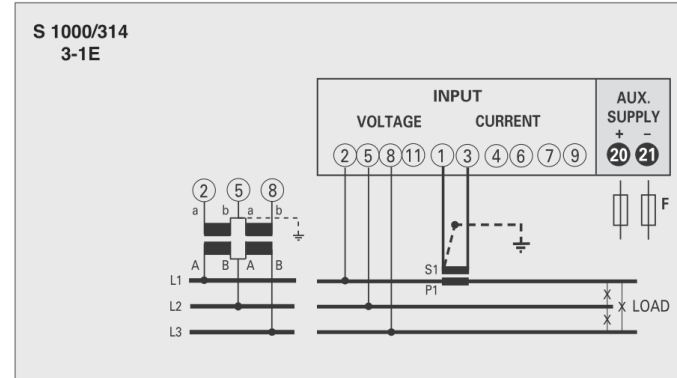 S 1000/314
3-1E
INPUT
VOLTAGE CURRENT
AUX.
SUPPLY
+ −
2 5 8 11 1 3 4 6 7 9 20 21
F
2 5 8
a b a b
A B A B
S1
P1
L1
L2
L3
X
X X LOAD
X